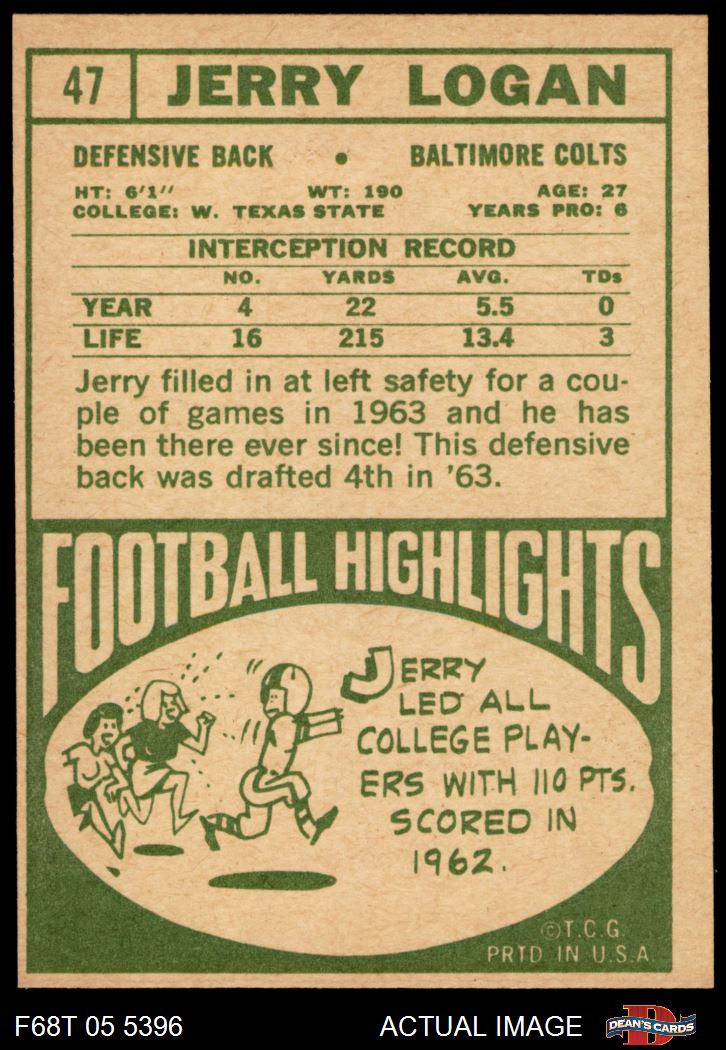 47 JERRY LOGAN
DEFENSIVE BACK • BALTIMORE COLTS
HT: 6'1" WT: 190 AGE: 27
COLLEGE: W. TEXAS STATE YEARS PRO: 6
INTERCEPTION RECORD
NO. YARDS AVG. TDs
YEAR 4 22 5.5 0
LIFE 16 215 13.4 3
Jerry filled in at left safety for a cou-
ple of games in 1963 and he has
been there ever since! This defensive
back was drafted 4th in '63.
FOOTBALL HIGHLIGHTS
JERRY
LED ALL
COLLEGE PLAY-
ERS WITH 110 PTS.
SCORED IN
1962.
©T.C.G.
PRTD IN U.S.A
F68T 05 5396 ACTUAL IMAGE D DEAN'S CARDS